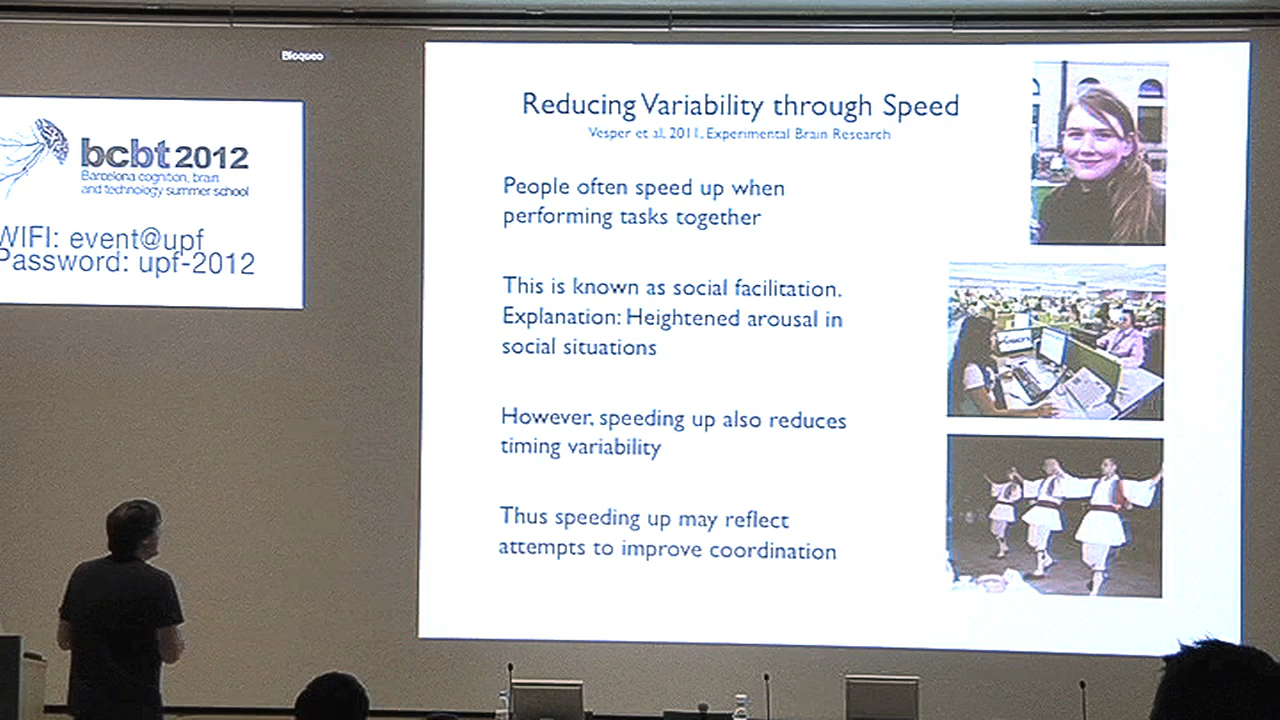 Bloqueo
bcbt 2012
Barcelona cognition, brain
and technology summer school
WIFI: event@upf
Password: upf-2012
Reducing Variability through Speed
Vesper et al. 2011. Experimental Brain Research
People often speed up when
performing tasks together
This is known as social facilitation.
Explanation: Heightened arousal in
social situations
However, speeding up also reduces
timing variability
Thus speeding up may reflect
attempts to improve coordination